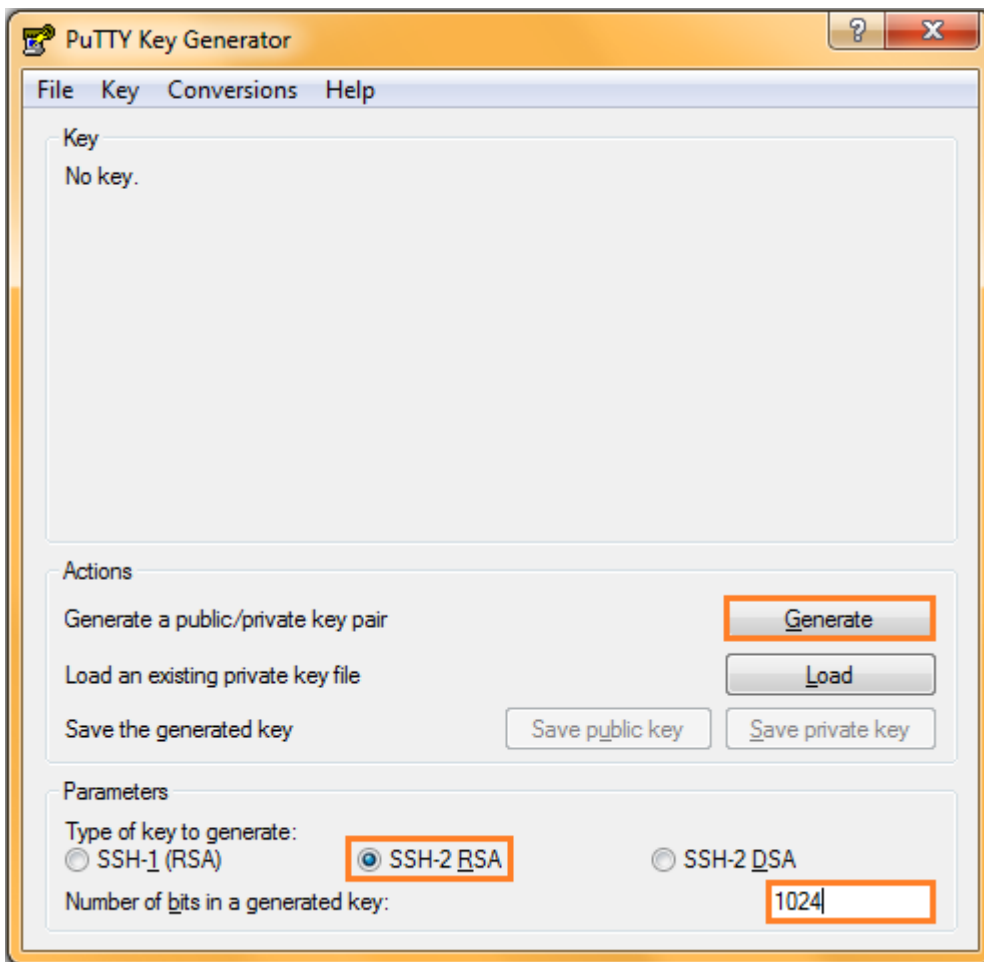 PuTTY Key Generator
File Key Conversions Help
Key
No key.
Actions
Generate a public/private key pair Generate
Load an existing private key file Load
Save the generated key Save public key Save private key
Parameters
Type of key to generate:
SSH-1 (RSA) SSH-2 RSA SSH-2 DSA
Number of bits in a generated key: 1024